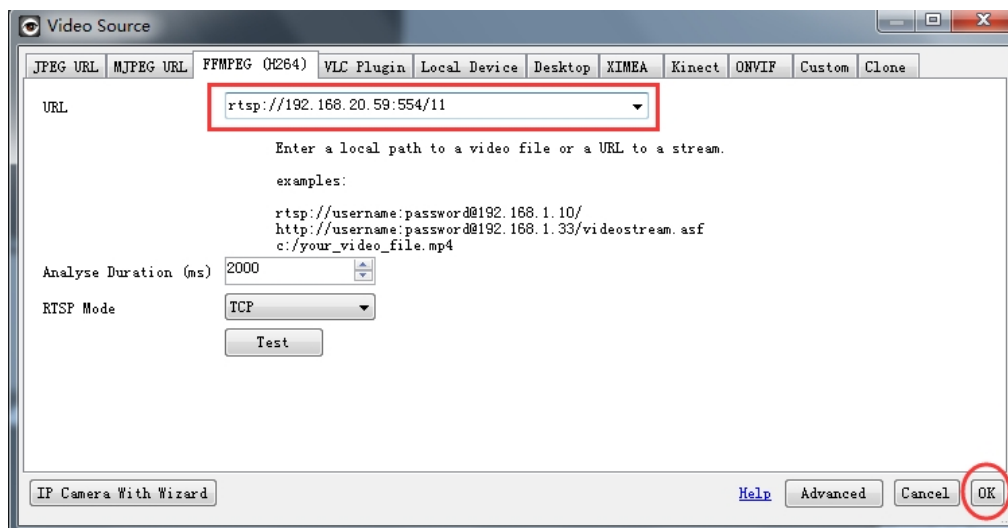 Video Source
JPEG URL MJPEG URL FFMPEG (H264) VLC Plugin Local Device Desktop XIMEA Kinect ONVIF Custom Clone
URL rtsp://192.168.20.59:554/11
Enter a local path to a video file or a URL to a stream.
examples:
rtsp://username:password@192.168.1.10/
http://username:password@192.168.1.33/videostream.asf
c:/your_video_file.mp4
Analyse Duration (ms) 2000
RTSP Mode TCP
Test
IP Camera With Wizard Help Advanced Cancel OK